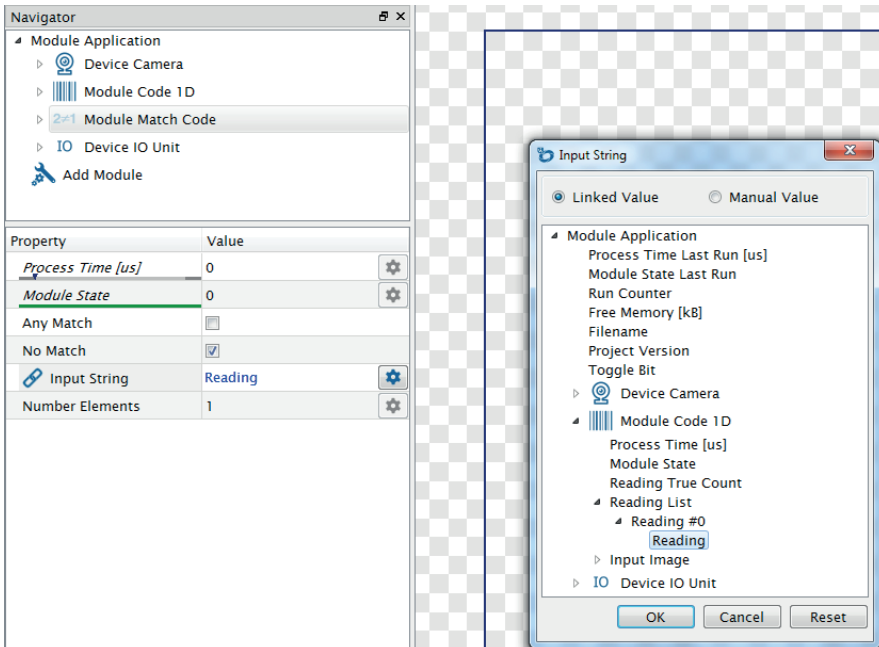 Navigator
Module Application
Device Camera
Module Code 1D
2≠1 Module Match Code
IO Device IO Unit
Add Module
Property Value
Process Time [us] 0
Module State 0
Any Match
No Match
Input String Reading
Number Elements 1
Input String
Linked Value Manual Value
Module Application
Process Time Last Run [us]
Module State Last Run
Run Counter
Free Memory [kB]
Filename
Project Version
Toggle Bit
Device Camera
Module Code 1D
Process Time [us]
Module State
Reading True Count
Reading List
Reading #0
Reading
Input Image
IO Device IO Unit
OK Cancel Reset